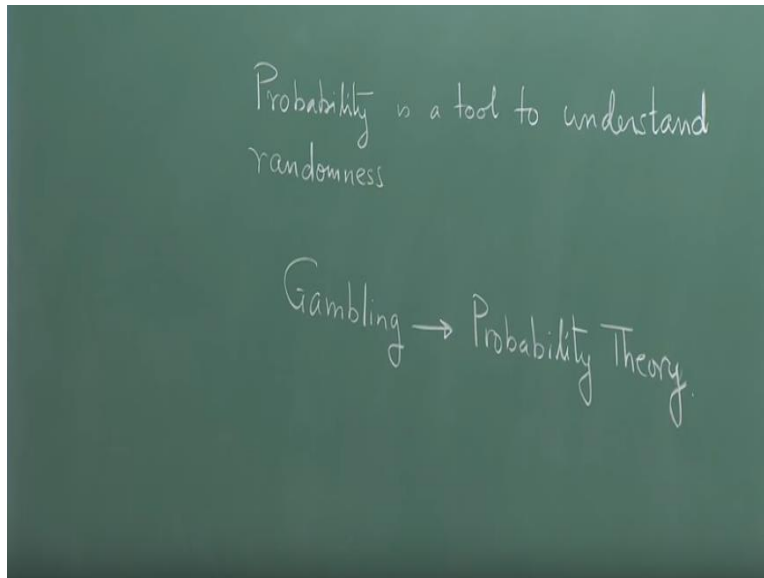 Probability is a tool to understand
randomness
Gambling → Probability Theory.